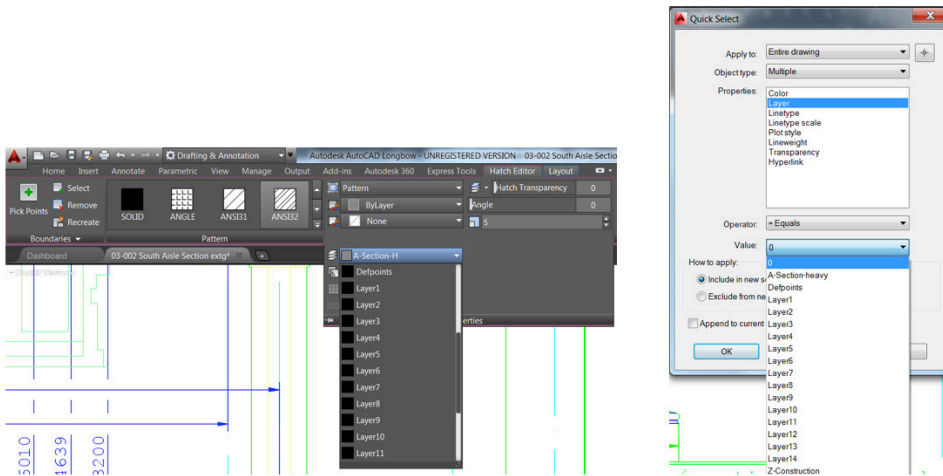 Drafting & Annotation
Autodesk AutoCAD Longbow - UNREGISTERED VERSION 03-002 South Aisle Sectio
Home Insert Annotate Parametric View Manage Output Add-ins Autodesk 360 Express Tools Hatch Editor Layout
Pick Points
Select
Remove
Recreate
SOLID ANGLE ANSI31 ANSI32
Pattern
Hatch Transparency 0
ByLayer
Angle 0
None
5
Boundaries Pattern
Dashboard 03-002 South Aisle Section extg*
A-Section-H
Defpoints
Layer1
Layer2
Layer3
Layer4
Layer5
Layer6
Layer7
Layer8
Layer9
Layer10
Layer11
erties
5010
4639
3200
Quick Select
Apply to: Entire drawing
Object type: Multiple
Properties: Color
Layer
Linetype
Linetype scale
Plot style
Lineweight
Transparency
Hyperlink
Operator: = Equals
Value: 0
How to apply:
Include in new s
Exclude from ne
Append to current
OK
0
A-Section-heavy
Defpoints
Layer1
Layer2
Layer3
Layer4
Layer5
Layer6
Layer7
Layer8
Layer9
Layer10
Layer11
Layer12
Layer13
Layer14
Z-Construction